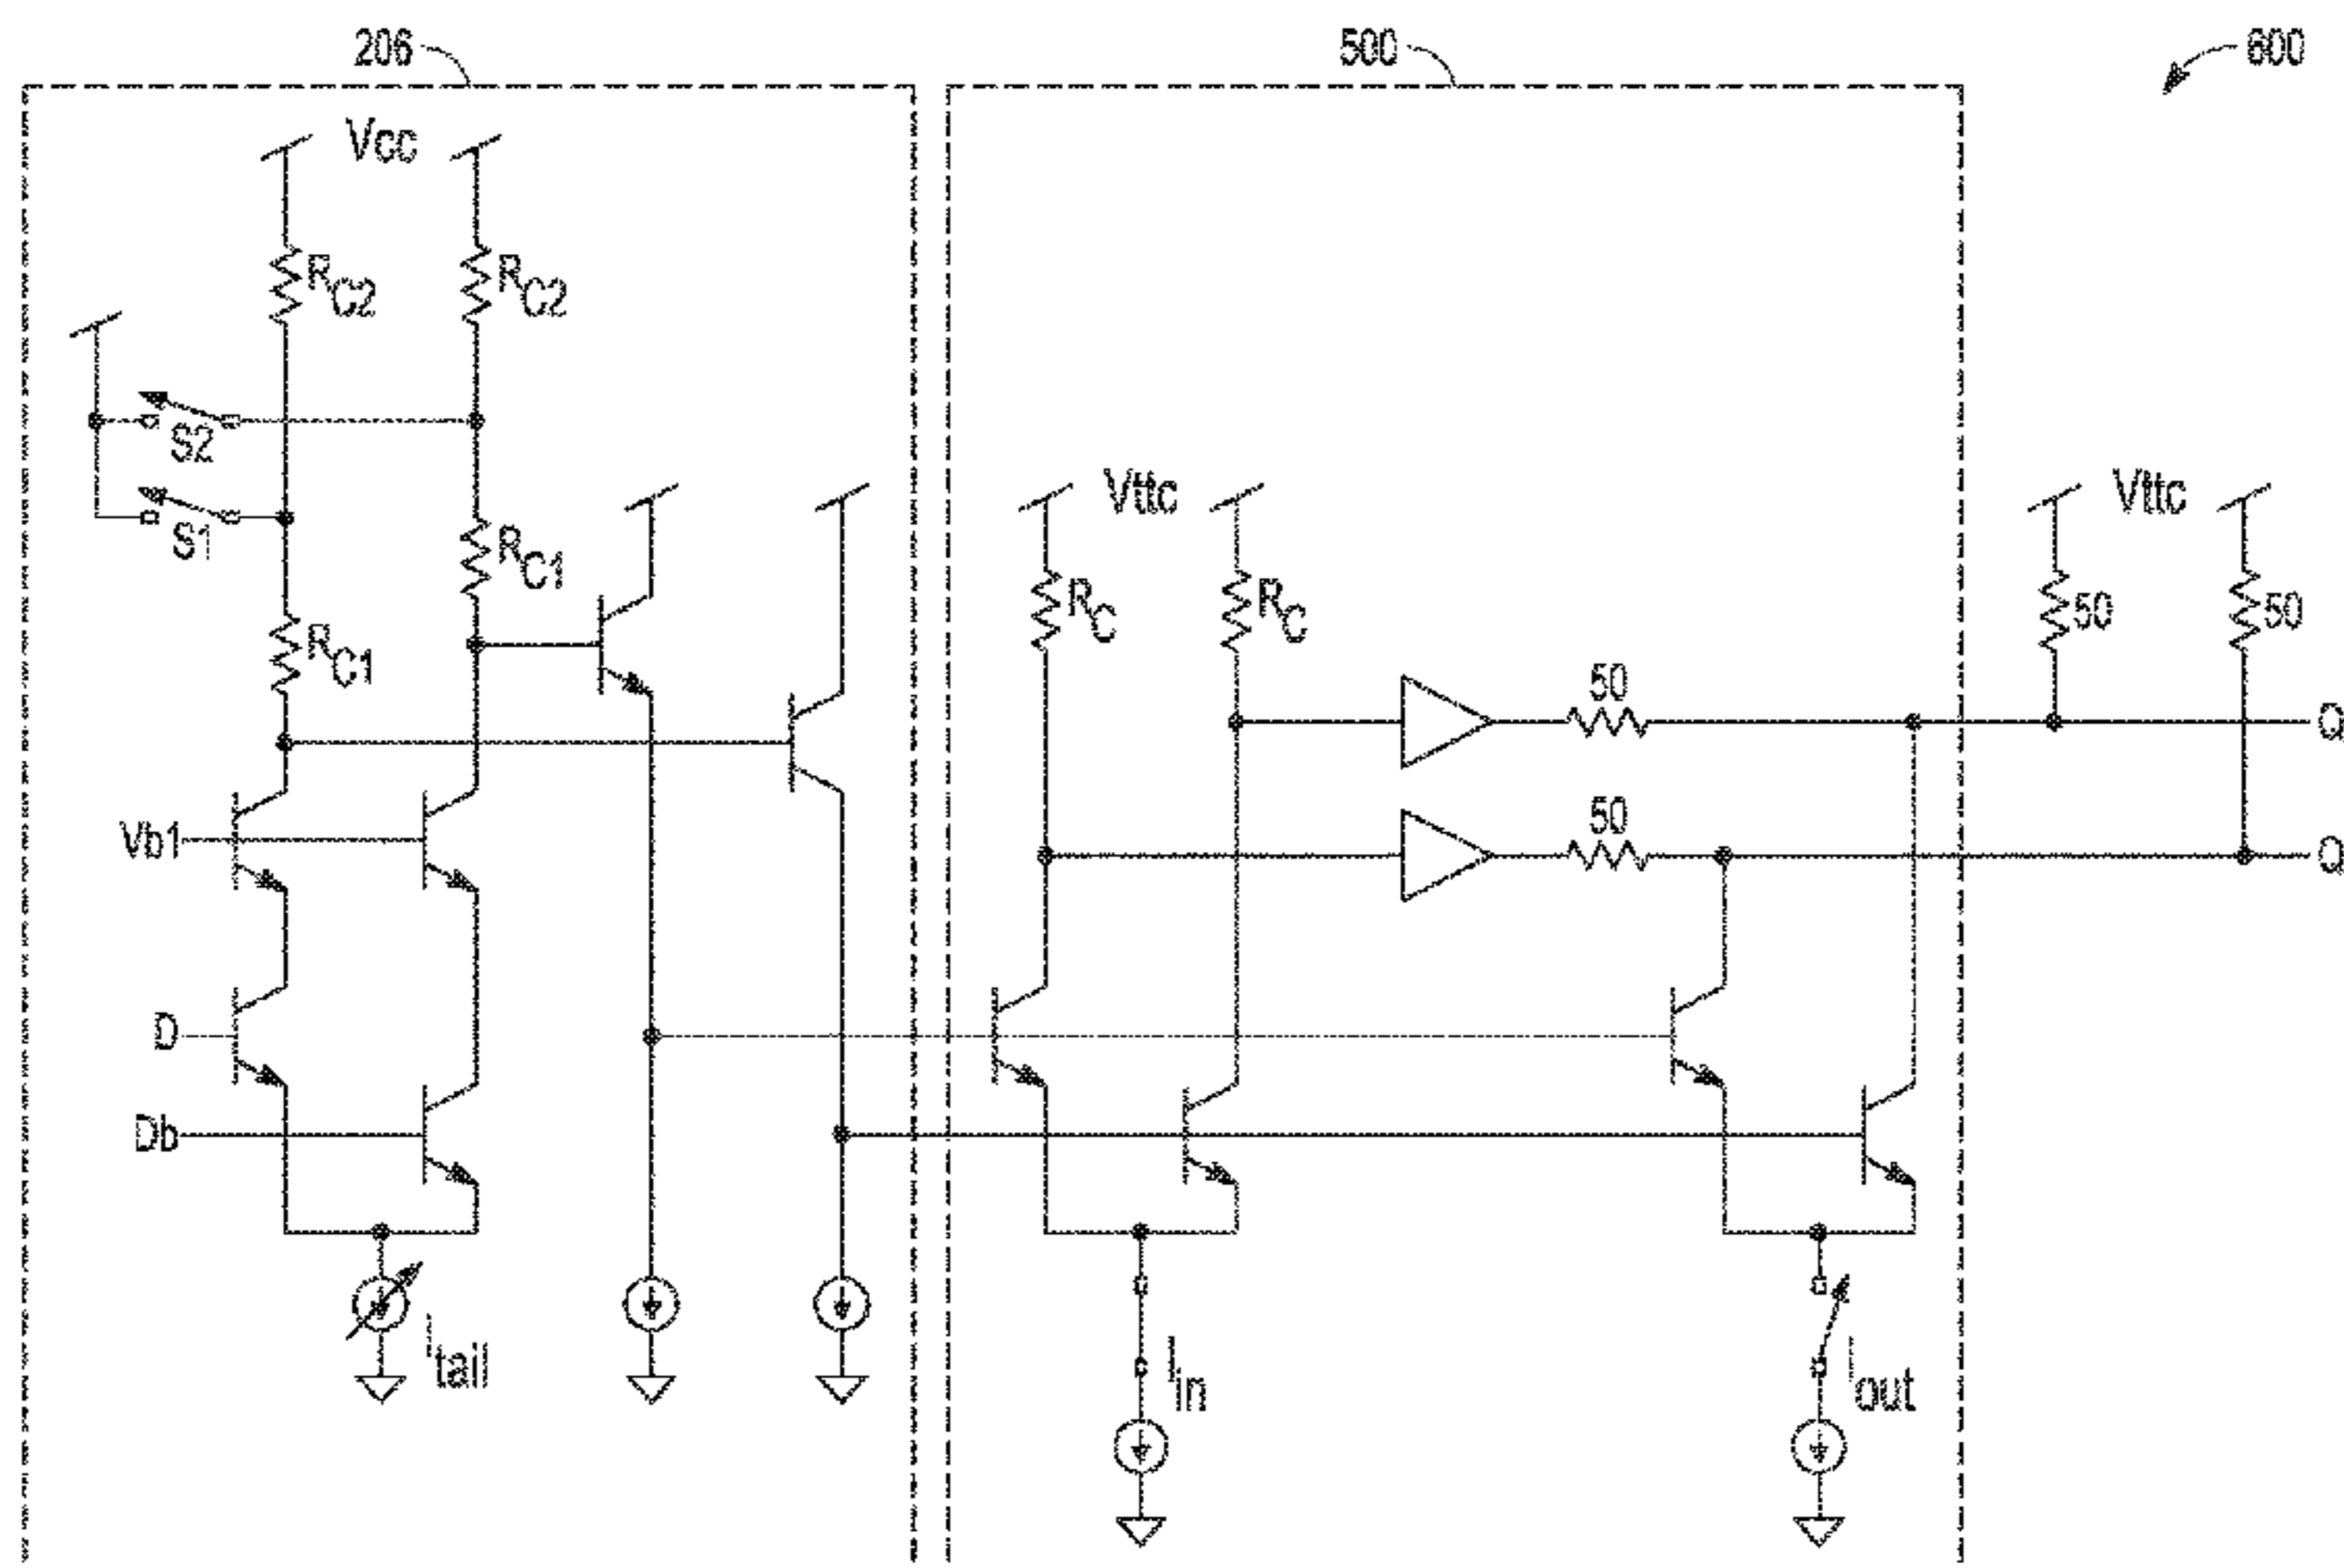 206
500
600
Vcc
RC2
RC2
S2
S1
RC1
RC1
Vttc
Vttc
RC
RC
50
50
50
50
Q
Q
Vb1
D
Db
Itail
Iin
Iout